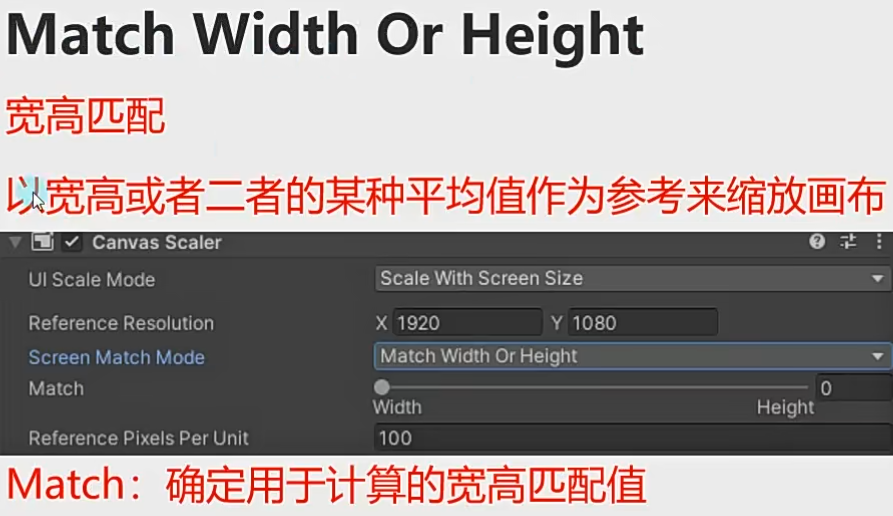 Match Width Or Height
宽高匹配
以宽高或者二者的某种平均值作为参考来缩放画布
Canvas Scaler
UI Scale Mode Scale With Screen Size
Reference Resolution X 1920 Y 1080
Screen Match Mode Match Width Or Height
Match 0
Width Height
Reference Pixels Per Unit 100
Match：确定用于计算的宽高匹配值